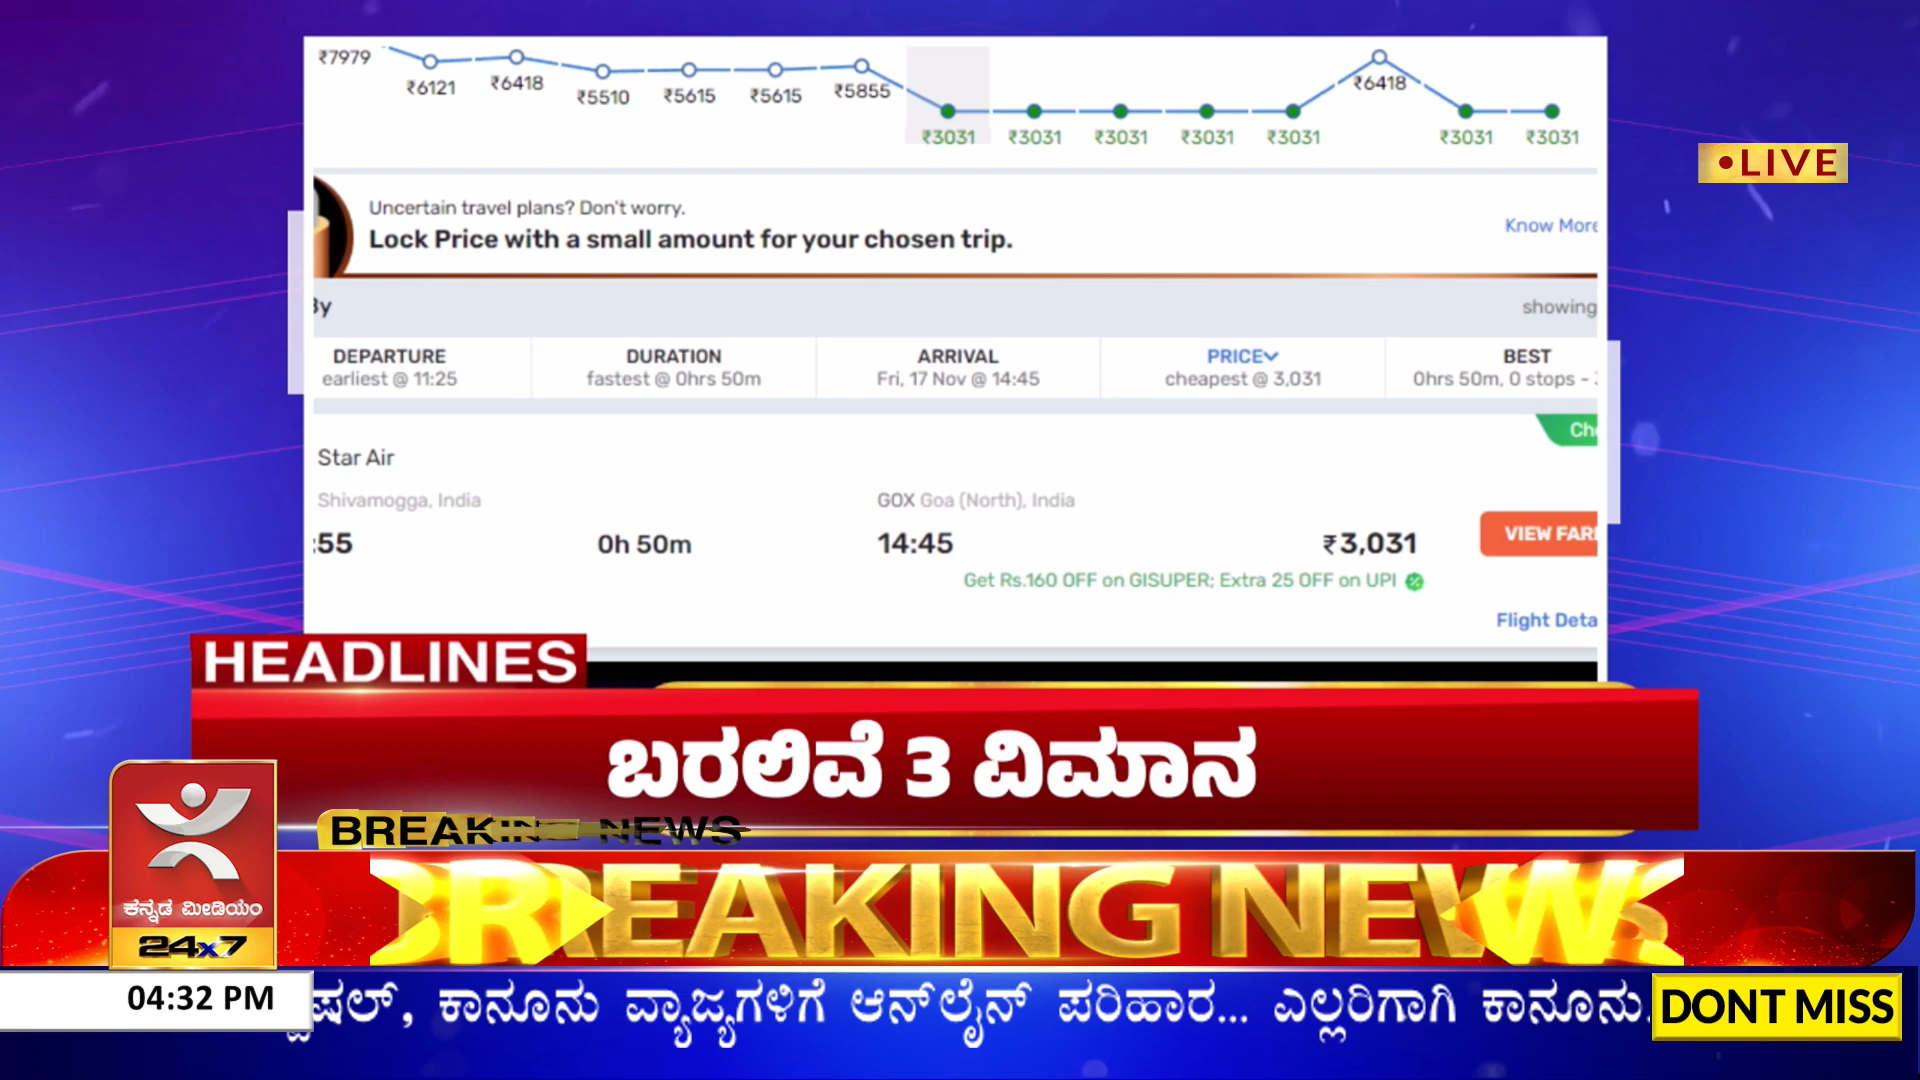 ₹7979
₹6121 ₹6418 ₹5510 ₹5615 ₹5615 ₹5855 ₹3031 ₹3031 ₹3031 ₹3031 ₹3031 ₹6418 ₹3031 ₹3031
•LIVE
Uncertain travel plans? Don't worry.
Lock Price with a small amount for your chosen trip.
Know More
By
showing
DEPARTURE DURATION ARRIVAL PRICE BEST
earliest @ 11:25 fastest @ 0hrs 50m Fri, 17 Nov @ 14:45 cheapest @ 3,031 0hrs 50m, 0 stops -
Star Air
Shivamogga, India GOX Goa (North), India
:55 0h 50m 14:45 ₹3,031 VIEW FAR
Get Rs.160 OFF on GISUPER; Extra 25 OFF on UPI
Flight Deta
HEADLINES
ಬರಲಿವೆ 3 ವಿಮಾನ
BREAKING NEWS
BREAKING NEWS
ಕನ್ನಡ ಮೀಡಿಯಂ
24x7
04:32 PM
ಕಾನೂನು ವ್ಯಾಜ್ಯಗಳಿಗೆ ಆನ್‌ಲೈನ್ ಪರಿಹಾರ... ಎಲ್ಲರಿಗಾಗಿ ಕಾನೂನು.
DONT MISS